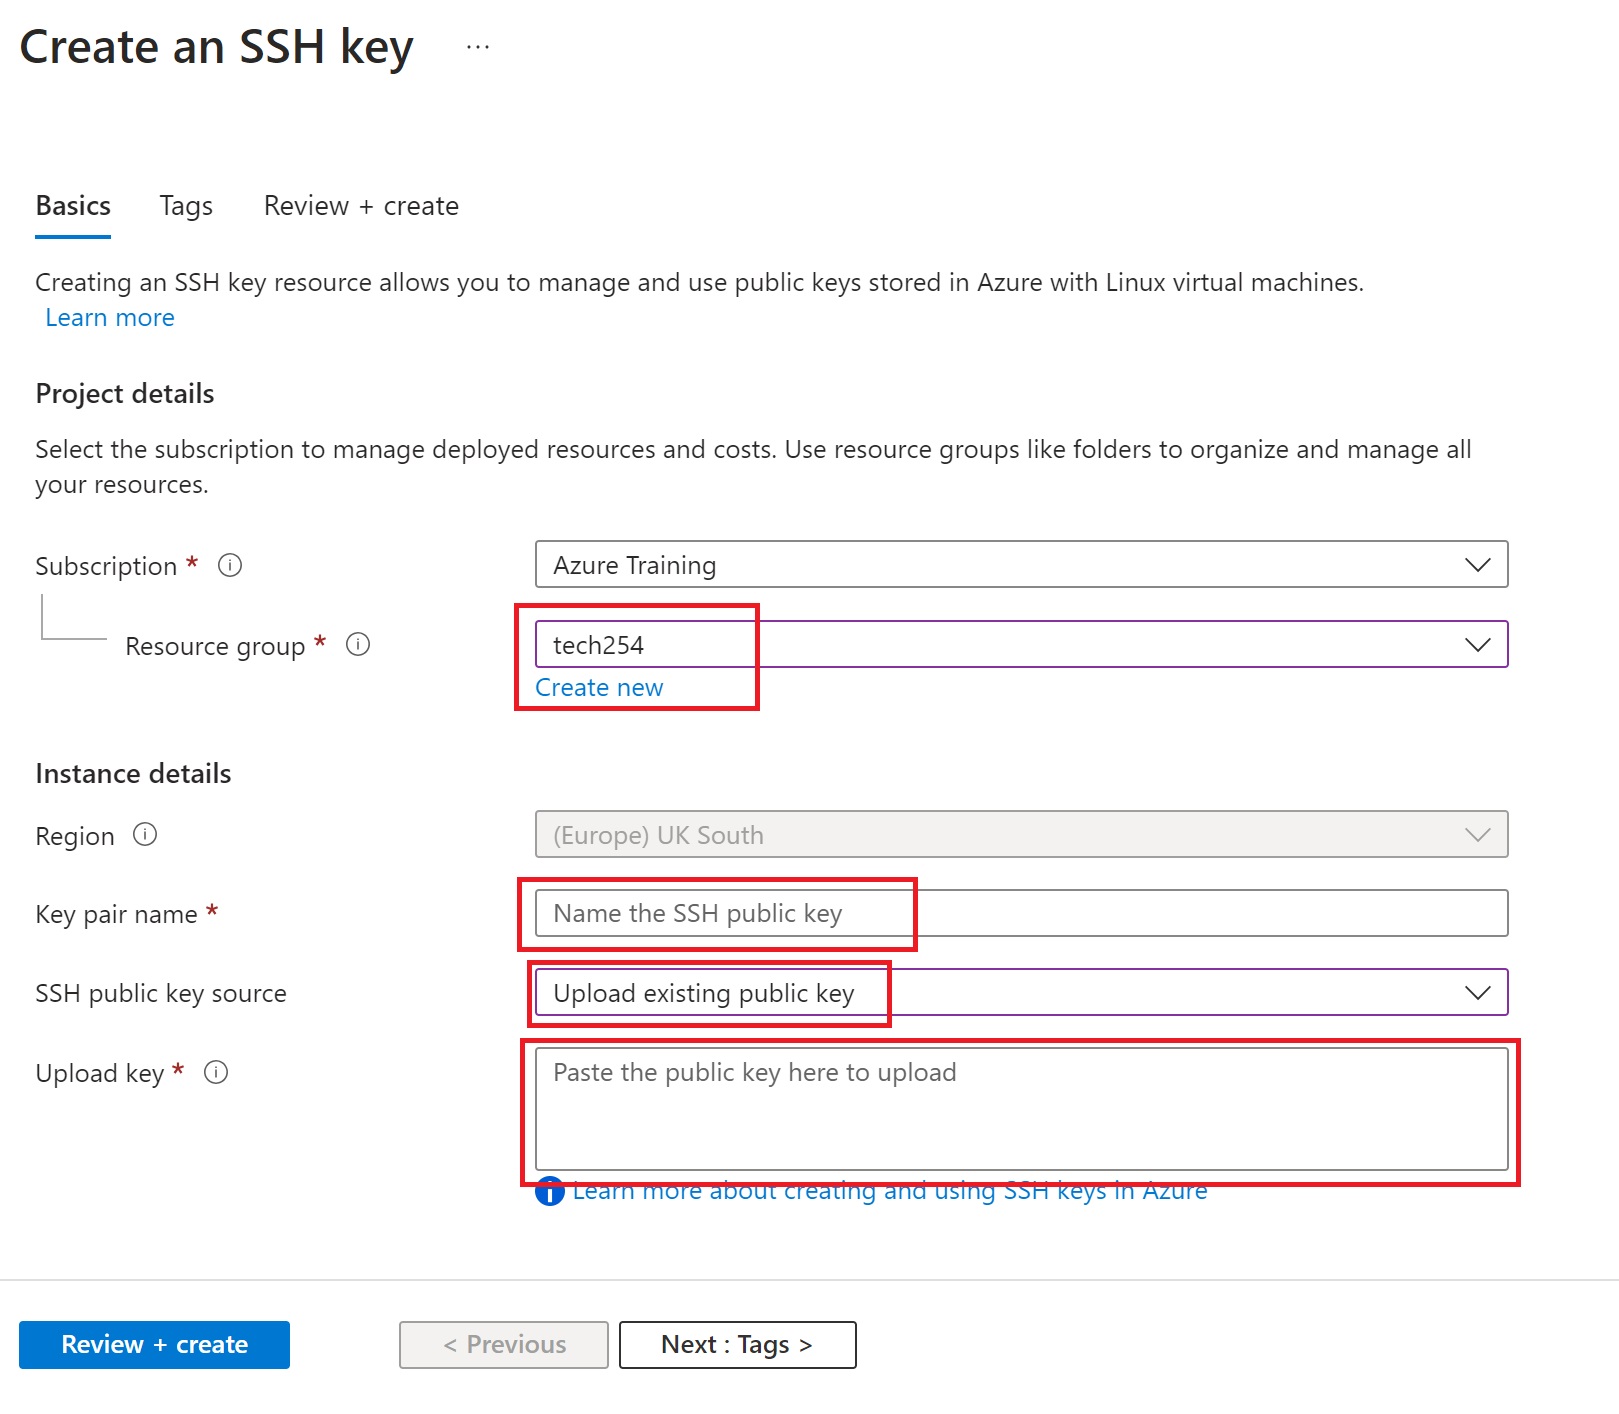 Create an SSH key ...
Basics Tags Review + create
Creating an SSH key resource allows you to manage and use public keys stored in Azure with Linux virtual machines.
Learn more
Project details
Select the subscription to manage deployed resources and costs. Use resource groups like folders to organize and manage all
your resources.
Subscription * Azure Training
Resource group * tech254
Create new
Instance details
Region (Europe) UK South
Key pair name * Name the SSH public key
SSH public key source Upload existing public key
Upload key * Paste the public key here to upload
Learn more about creating and using SSH keys in Azure
Review + create < Previous Next : Tags >